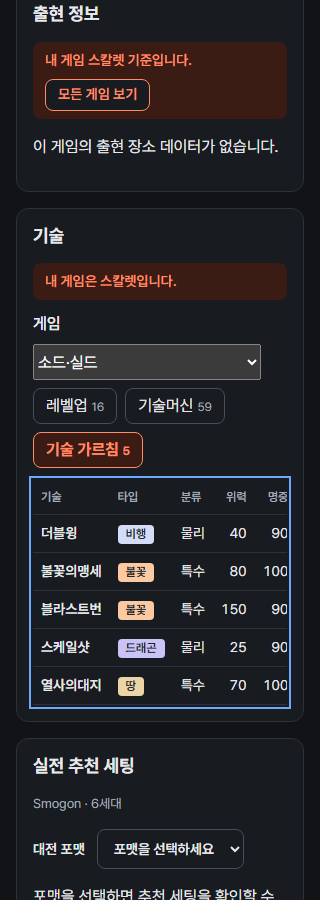 출현 정보
내 게임 스칼렛 기준입니다.
모든 게임 보기
이 게임의 출현 장소 데이터가 없습니다.
기술
내 게임은 스칼렛입니다.
게임
소드·실드
레벨업 16 기술머신 59
기술 가르침 5
기술 타입 분류 위력 명중
더블윙 비행 물리 40 90
불꽃의맹세 불꽃 특수 80 100
블라스트번 불꽃 특수 150 90
스케일샷 드래곤 물리 25 90
열사의대지 땅 특수 70 100
실전 추천 세팅
Smogon · 6세대
대전 포맷 포맷을 선택하세요
포맷을 선택하면 추천 세팅을 확인할 수